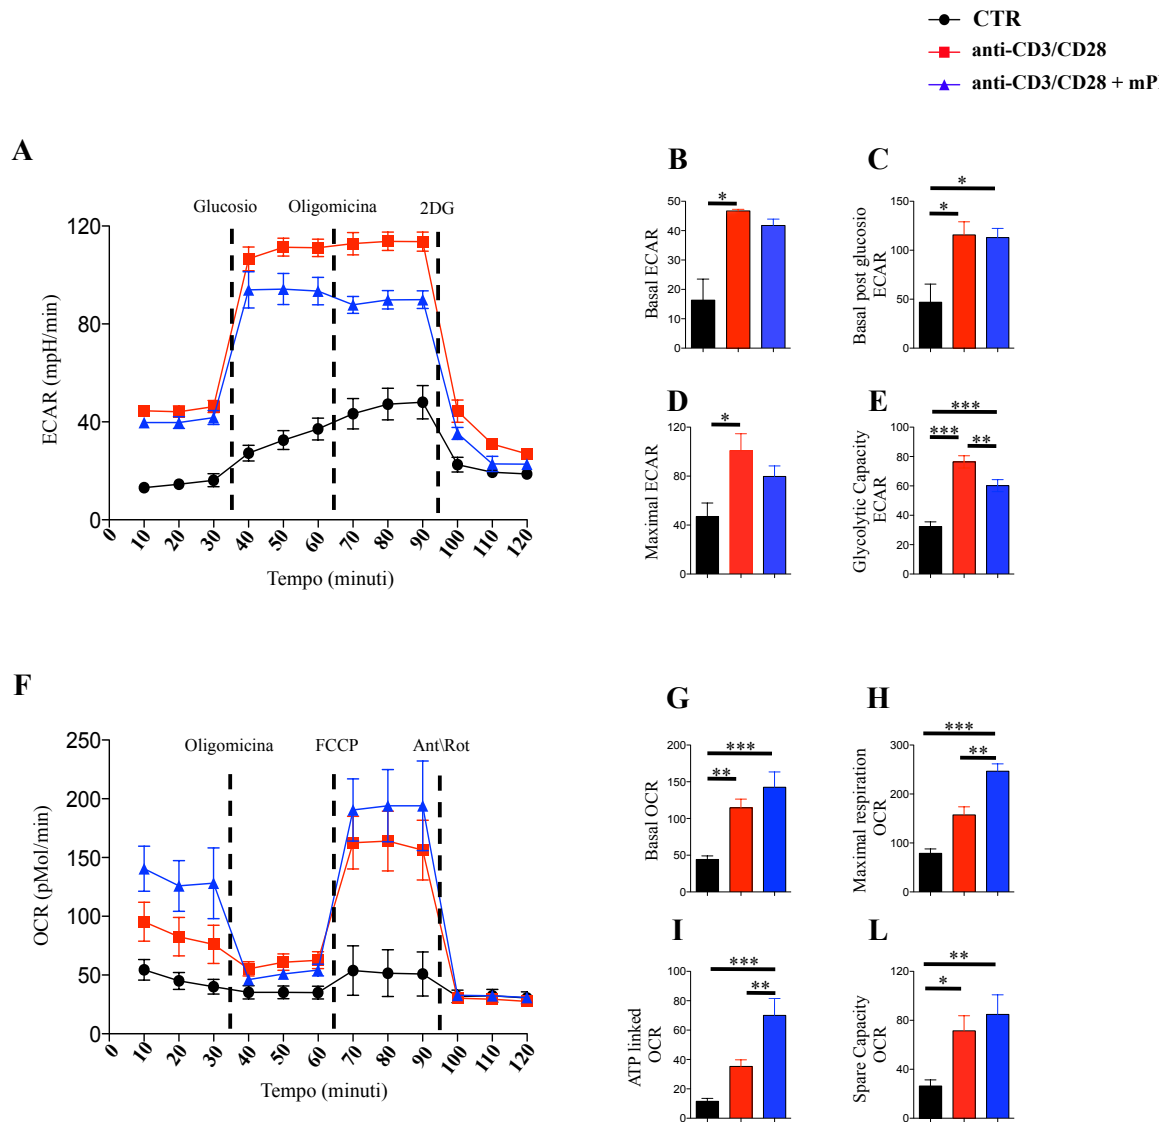 CTR
anti-CD3/CD28
anti-CD3/CD28 + mP
A
Glucosio Oligomicina 2DG
ECAR (mpH/min)
120
80
40
0
0 10 20 30 40 50 60 70 80 90 100 110 120
Tempo (minuti)
B
Basal ECAR
50
40
30
20
10
0
*
C
Basal post glucosio
ECAR
150
100
50
0
*
*
D
Maximal ECAR
120
80
40
0
*
E
Glycolytic Capacity
ECAR
100
80
60
40
20
0
***
*** **
F
Oligomicina FCCP Ant\Rot
OCR (pMol/min)
250
200
150
100
50
0
0 10 20 30 40 50 60 70 80 90 100 110 120
Tempo (minuti)
G
Basal OCR
200
150
100
50
0
***
**
H
Maximal respiration
OCR
300
200
100
0
***
**
I
ATP linked
OCR
100
80
60
40
20
0
***
**
L
Spare Capacity
OCR
120
80
40
0
**
*